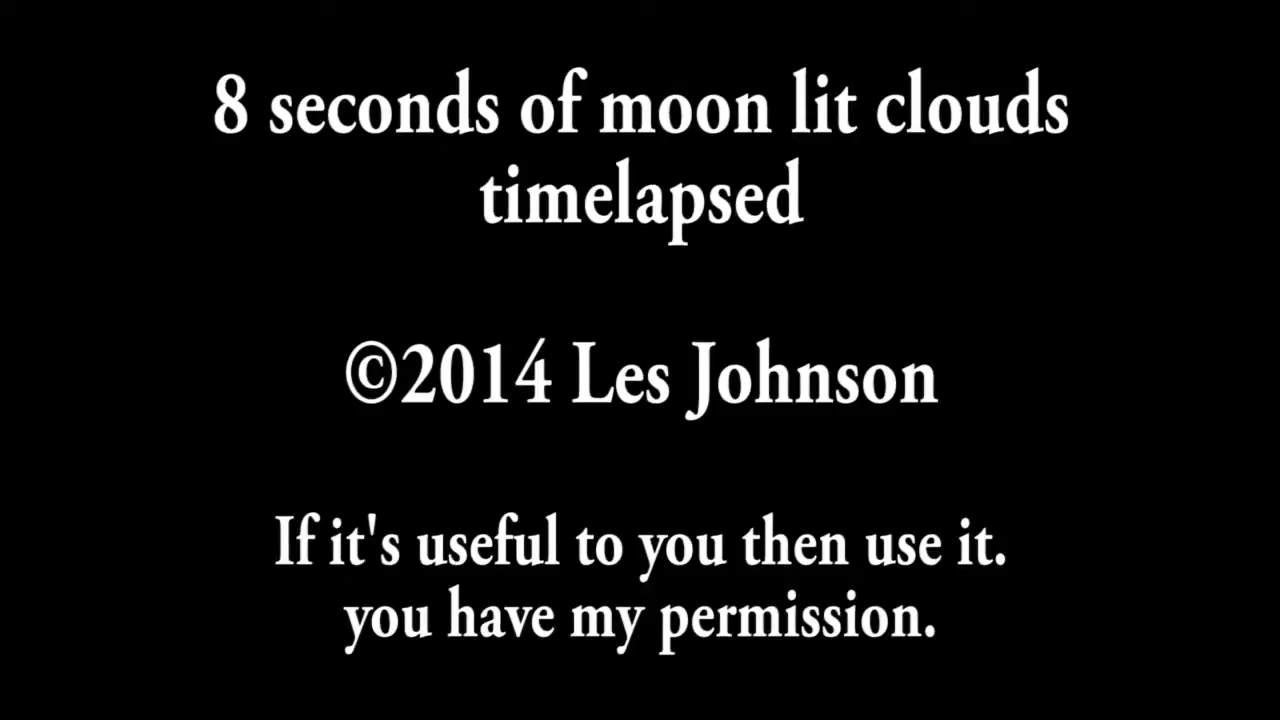 8 seconds of moon lit clouds
timelapsed
©2014 Les Johnson
If it's useful to you then use it.
you have my permission.